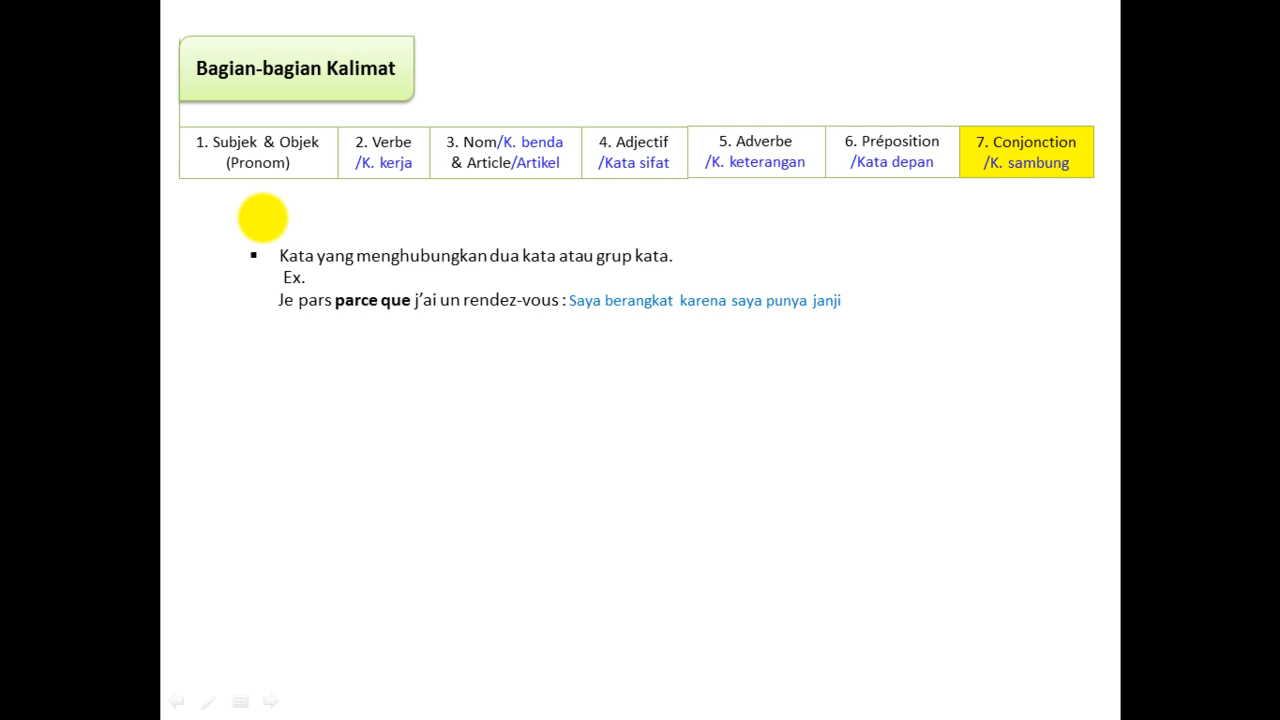 Bagian-bagian Kalimat
1. Subjek & Objek
(Pronom)
2. Verbe
/K. kerja
3. Nom/K. benda
& Article/Artikel
4. Adjectif
/Kata sifat
5. Adverbe
/K. keterangan
6. Préposition
/Kata depan
7. Conjonction
/K. sambung
▪ Kata yang menghubungkan dua kata atau grup kata.
Ex.
Je pars parce que j’ai un rendez-vous : Saya berangkat karena saya punya janji